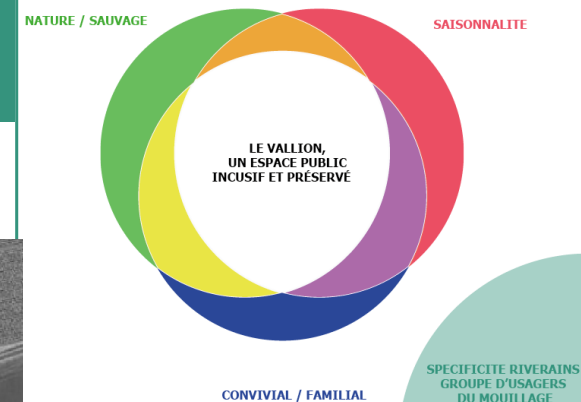 NATURE / SAUVAGE
SAISONNALITE
LE VALLION,
UN ESPACE PUBLIC
INCUSIF ET PRÉSERVÉ
SPECIFICITE RIVERAINS
GROUPE D'USAGERS
DU MOUILLAGE
CONVIVIAL / FAMILIAL